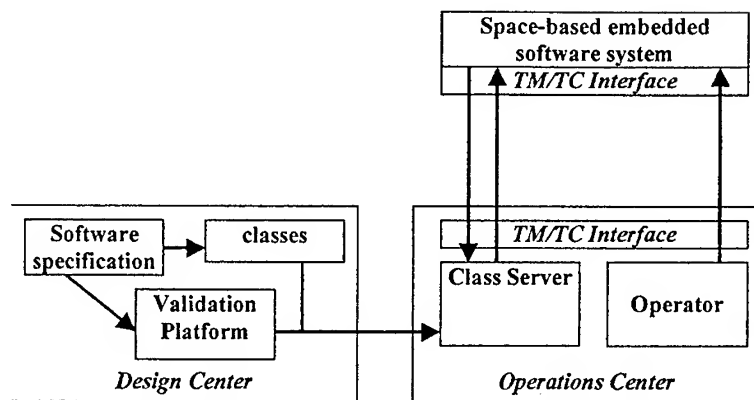 Space-based embedded
software system
TM/TC Interface
Software
specification
classes
Validation
Platform
Design Center
TM/TC Interface
Class Server
Operator
Operations Center